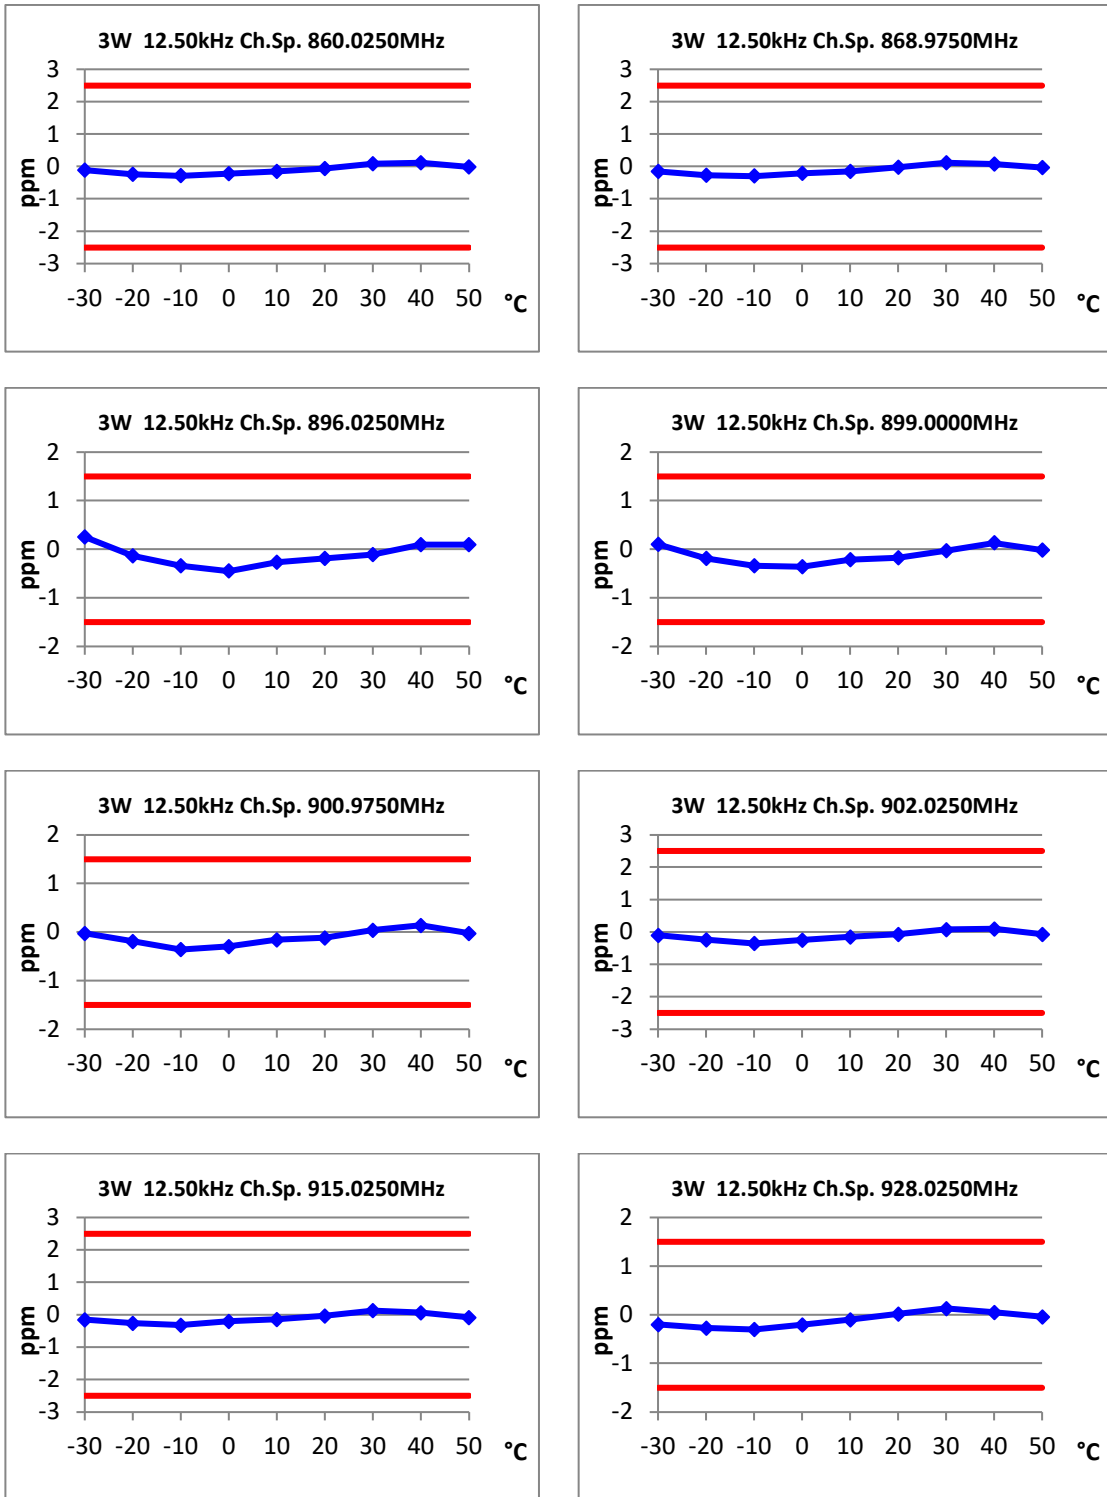 3W 12.50kHz Ch.Sp. 860.0250MHz
3
2
1
0
-1
-2
-3
ppm
-30 -20 -10 0 10 20 30 40 50 °C
3W 12.50kHz Ch.Sp. 868.9750MHz
3
2
1
0
-1
-2
-3
ppm
-30 -20 -10 0 10 20 30 40 50 °C
3W 12.50kHz Ch.Sp. 896.0250MHz
2
1
0
-1
-2
ppm
-30 -20 -10 0 10 20 30 40 50 °C
3W 12.50kHz Ch.Sp. 899.0000MHz
2
1
0
-1
-2
ppm
-30 -20 -10 0 10 20 30 40 50 °C
3W 12.50kHz Ch.Sp. 900.9750MHz
2
1
0
-1
-2
ppm
-30 -20 -10 0 10 20 30 40 50 °C
3W 12.50kHz Ch.Sp. 902.0250MHz
3
2
1
0
-1
-2
-3
ppm
-30 -20 -10 0 10 20 30 40 50 °C
3W 12.50kHz Ch.Sp. 915.0250MHz
3
2
1
0
-1
-2
-3
ppm
-30 -20 -10 0 10 20 30 40 50 °C
3W 12.50kHz Ch.Sp. 928.0250MHz
2
1
0
-1
-2
ppm
-30 -20 -10 0 10 20 30 40 50 °C